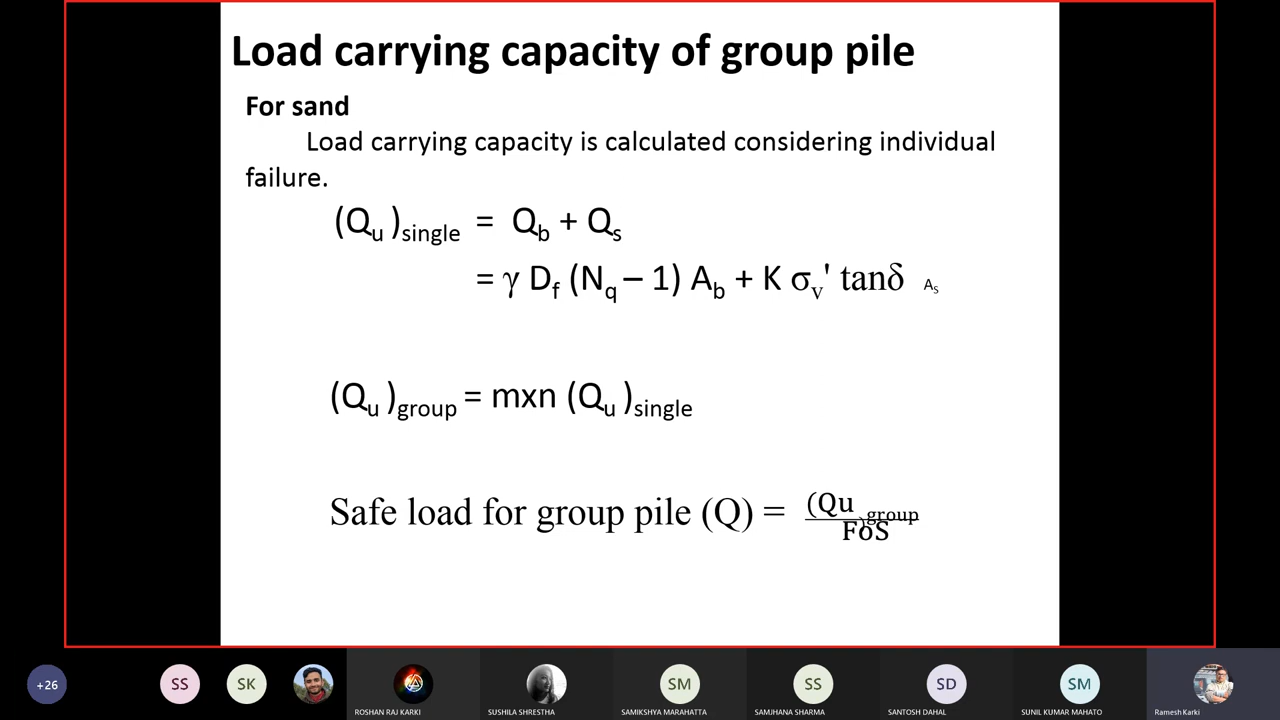 Load carrying capacity of group pile
For sand
Load carrying capacity is calculated considering individual
failure.
(Qu )single = Qb + Qs
= γ Df (Nq – 1) Ab + K σv' tanδ As
(Qu )group = mxn (Qu )single
Safe load for group pile (Q) = (Qu )group
FoS
+26
SS
SK
SM
SS
SD
SM
ROSHAN RAJ KARKI
SUSHILA SHRESTHA
SAMIKSHYA MARAHATTA
SAMJHANA SHARMA
SANTOSH DAHAL
SUNIL KUMAR MAHATO
Ramesh Karki